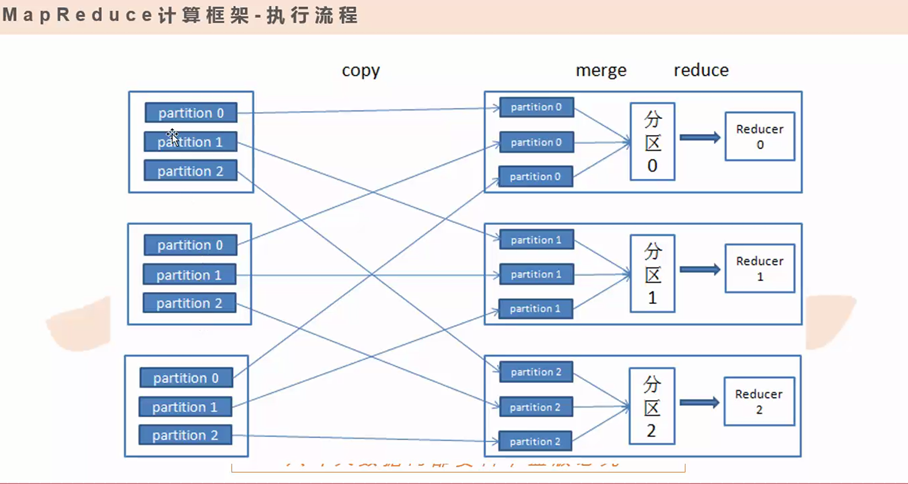 MapReduce计算框架-执行流程
copy
merge
reduce
partition 0
partition 1
partition 2
partition 0
partition 1
partition 2
partition 0
partition 1
partition 2
partition 0
partition 0
partition 0
分
区
0
Reducer
0
partition 1
partition 1
partition 1
分
区
1
Reducer
1
partition 2
partition 2
partition 2
分
区
2
Reducer
2